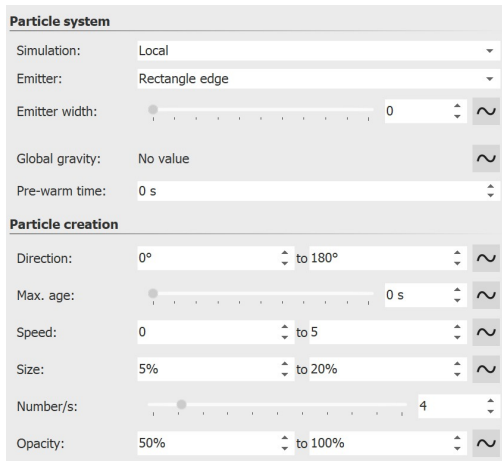 Particle system
Simulation: Local
Emitter: Rectangle edge
Emitter width: 0
Global gravity: No value
Pre-warm time: 0 s
Particle creation
Direction: 0° to 180°
Max. age: 0 s
Speed: 0 to 5
Size: 5% to 20%
Number/s: 4
Opacity: 50% to 100%